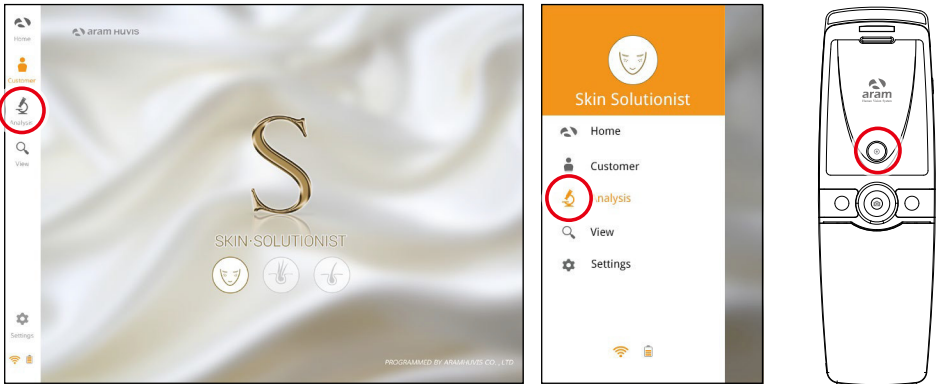 Home
aram HUVIS
Customer
Analysis
View
S
SKIN·SOLUTIONIST
Settings
PROGRAMMED BY ARAMHUVIS CO., LTD.
Skin Solutionist
Home
Customer
Analysis
View
Settings
aram